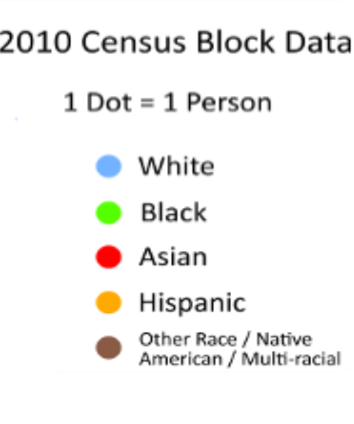 2010 Census Block Data
1 Dot = 1 Person
White
Black
Asian
Hispanic
Other Race / Native
American / Multi-racial